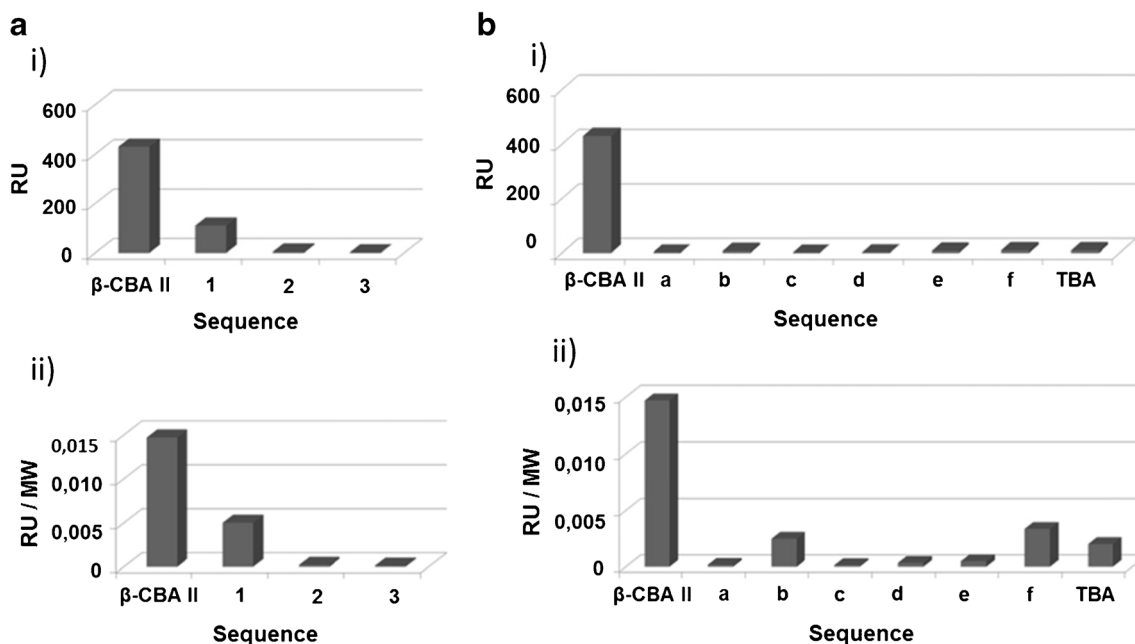 a
i)
600
400
200
0
RU
β-CBA II 1 2 3
Sequence
ii)
0,015
0,010
0,005
0
RU / MW
β-CBA II 1 2 3
Sequence
b
i)
600
400
200
0
RU
β-CBA II a b c d e f TBA
Sequence
ii)
0,015
0,010
0,005
0
RU / MW
β-CBA II a b c d e f TBA
Sequence